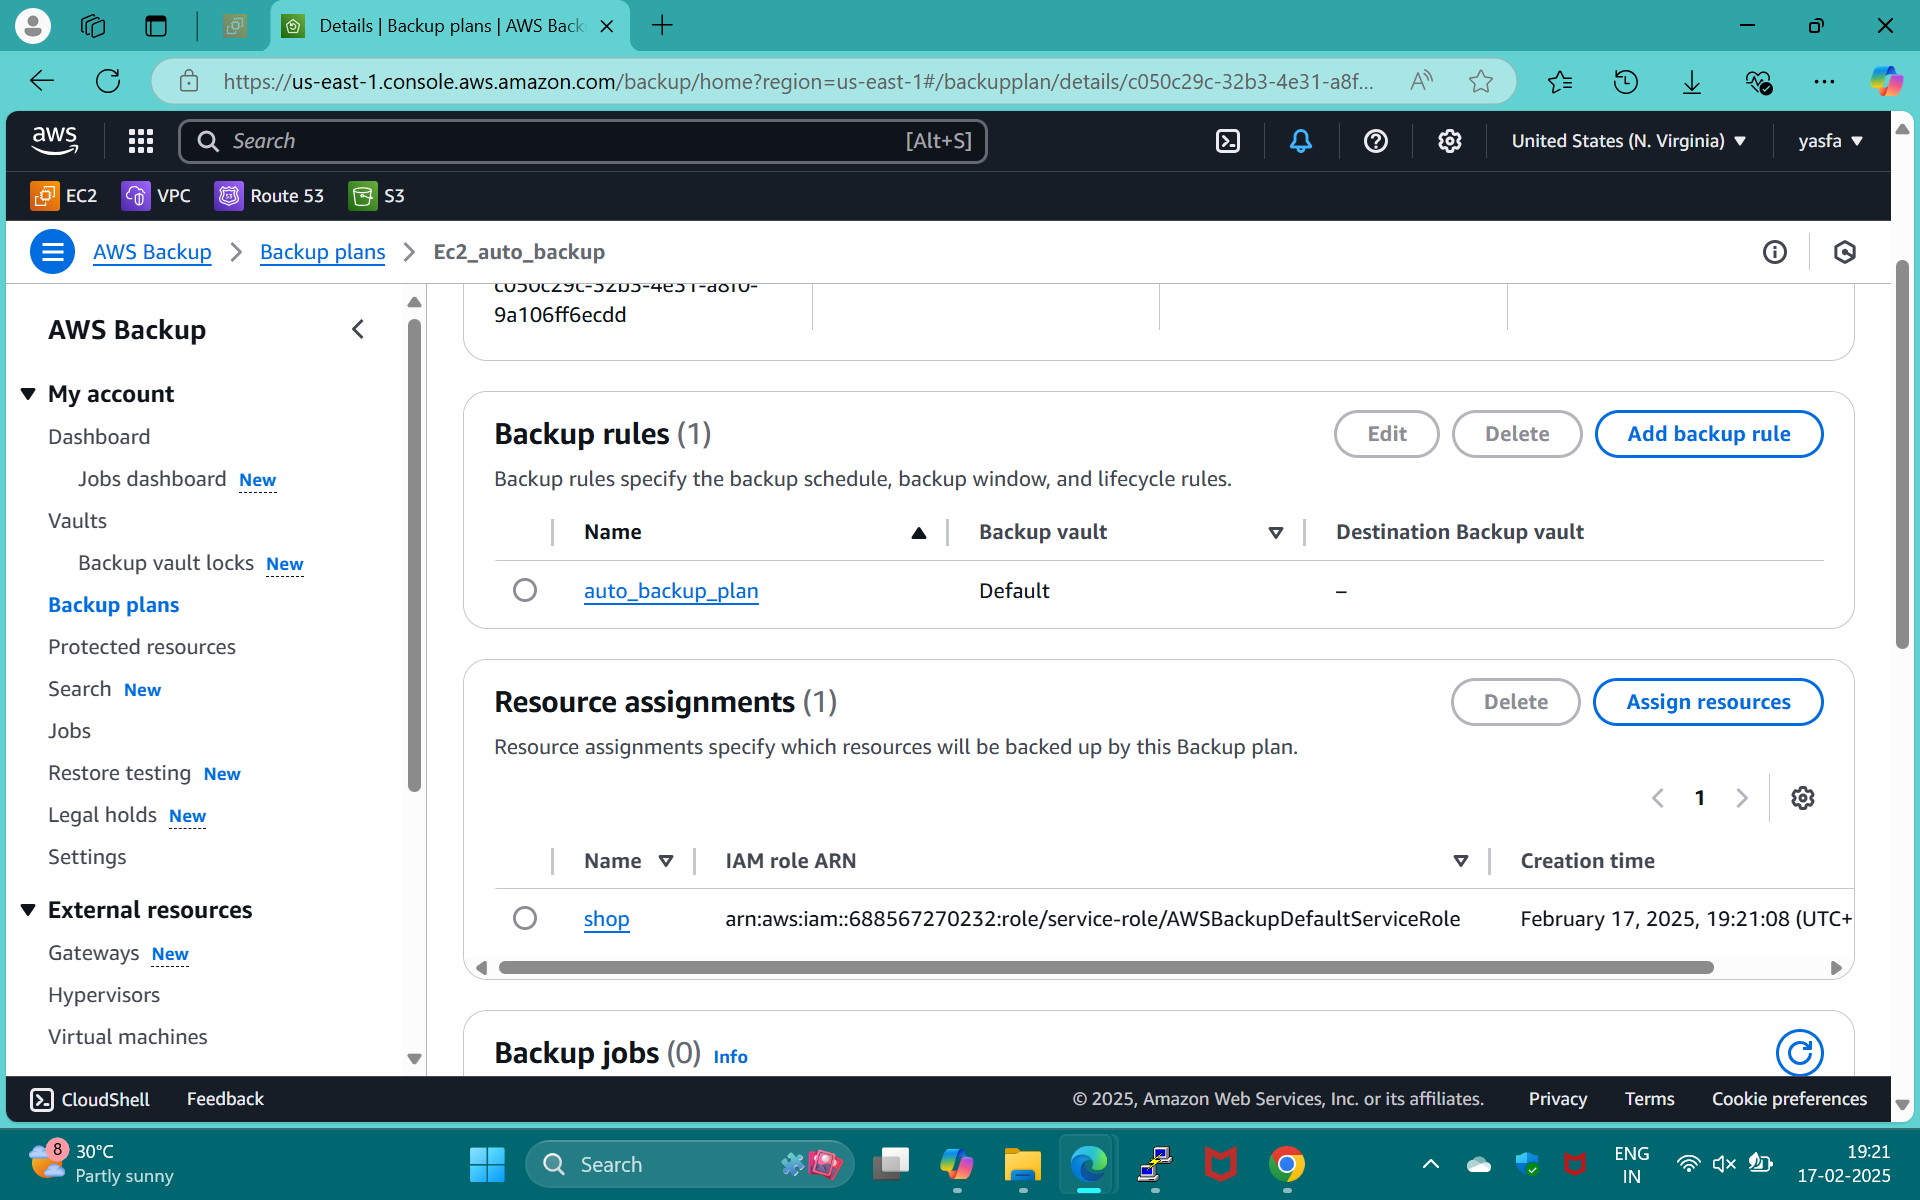 Details | Backup plans | AWS Back
https://us-east-1.console.aws.amazon.com/backup/home?region=us-east-1#/backupplan/details/c050c29c-32b3-4e31-a8f...
aws
Search
[Alt+S]
United States (N. Virginia)
yasfa
EC2
VPC
Route 53
S3
AWS Backup
Backup plans
Ec2_auto_backup
AWS Backup
My account
Dashboard
Jobs dashboard New
Vaults
Backup vault locks New
Backup plans
Protected resources
Search New
Jobs
Restore testing New
Legal holds New
Settings
External resources
Gateways New
Hypervisors
Virtual machines
c050c29c-32b3-4e31-a8f0-
9a106ff6ecdd
Backup rules (1)
Edit
Delete
Add backup rule
Backup rules specify the backup schedule, backup window, and lifecycle rules.
Name
Backup vault
Destination Backup vault
auto_backup_plan
Default
–
Resource assignments (1)
Delete
Assign resources
Resource assignments specify which resources will be backed up by this Backup plan.
1
Name
IAM role ARN
Creation time
shop
arn:aws:iam::688567270232:role/service-role/AWSBackupDefaultServiceRole
February 17, 2025, 19:21:08 (UTC+
Backup jobs (0) Info
CloudShell
Feedback
© 2025, Amazon Web Services, Inc. or its affiliates.
Privacy
Terms
Cookie preferences
8
30°C
Partly sunny
Search
ENG
IN
19:21
17-02-2025